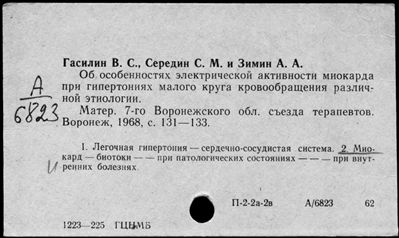 Гасилин В. С., Середин С. М. и Зимин А. А.
Об особенностях электрической активности миокарда
при гипертониях малого круга кровообращения различ-
ной этиологии.
А
6823
Матер. 7-го Воронежского обл. съезда терапевтов.
Воронеж, 1968, с. 131—133.
1. Легочная гипертония — сердечно-сосудистая система. 2. Мио-
кард — биотоки — — при патологических состояниях — — — при внут-
ренних болезнях.
П-2-2а-2в А/6823 62
1223—225 ГЦНМБ